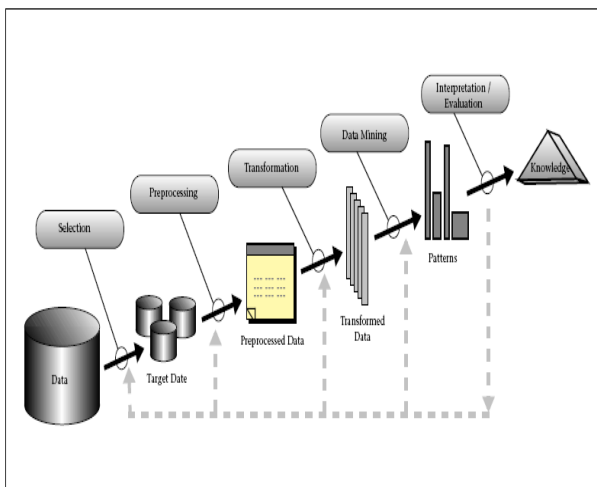 Interpretation /
Evaluation
Data Mining
Transformation
Preprocessing
Selection
Knowledge
Patterns
Transformed
Data
Preprocessed Data
Target Date
Data